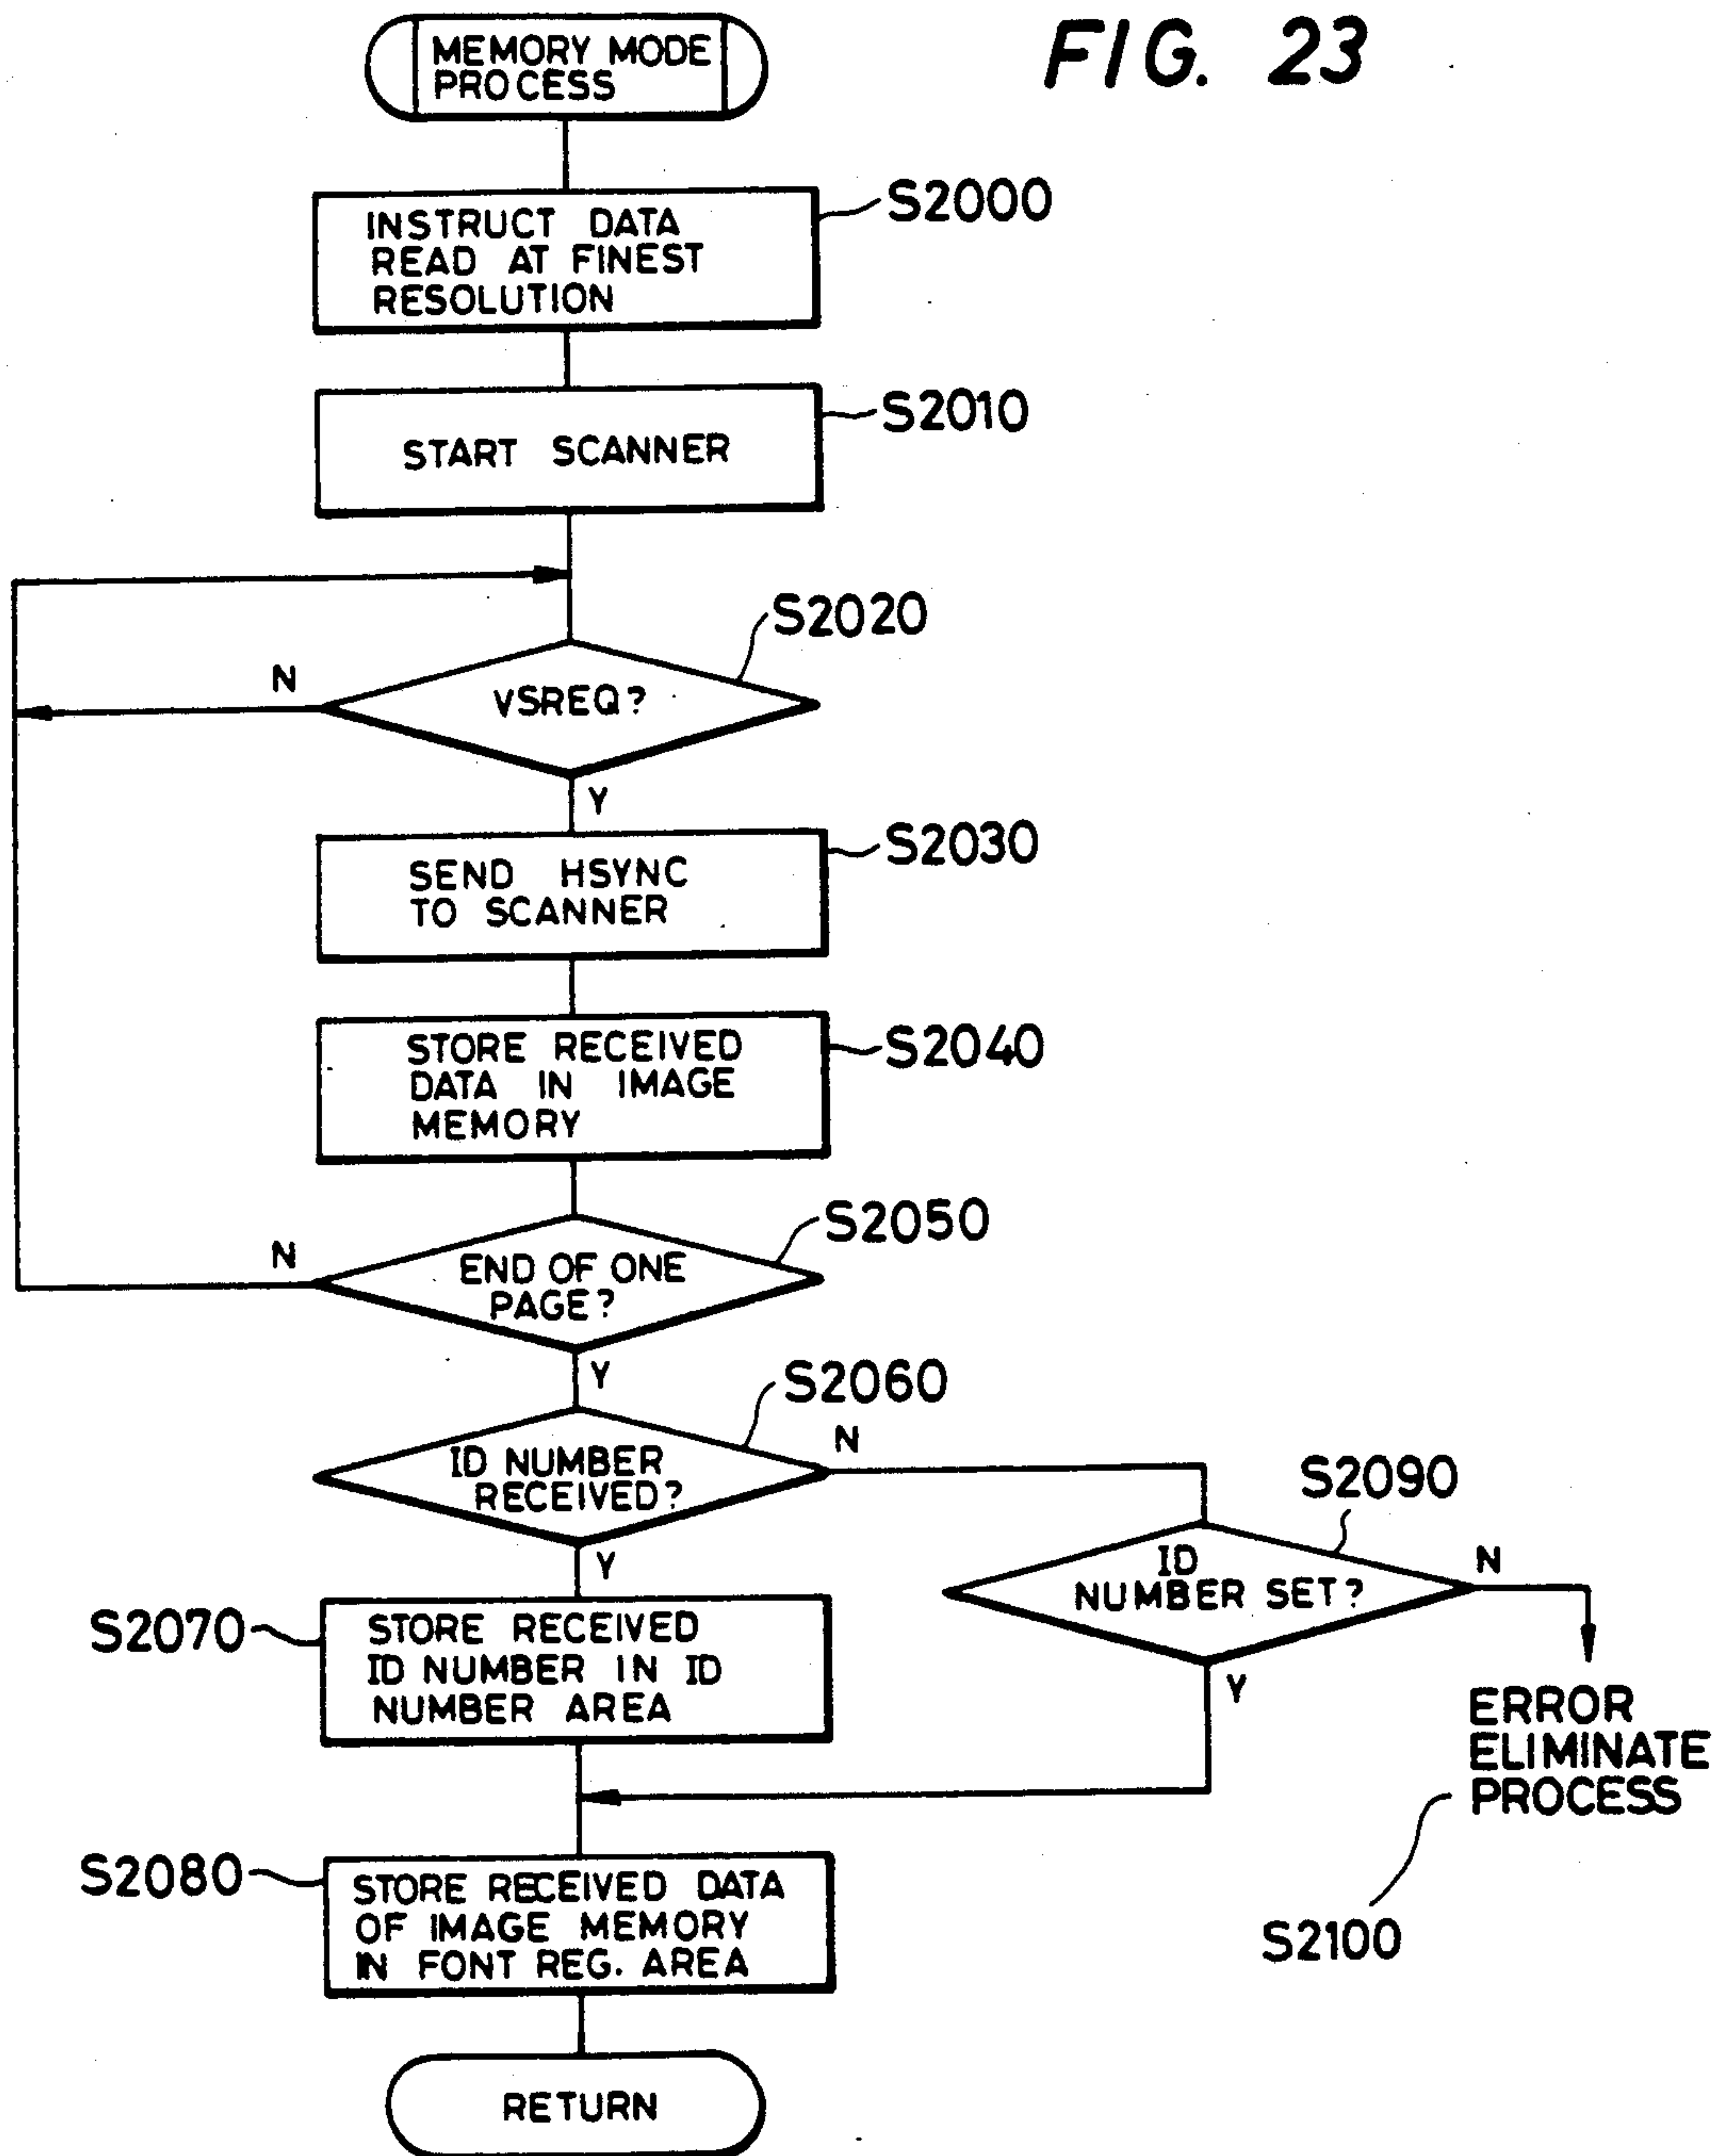 FIG. 23
MEMORY MODE
PROCESS
S2000
INSTRUCT DATA
READ AT FINEST
RESOLUTION
S2010
START SCANNER
S2020
N
VSREQ?
Y
S2030
SEND HSYNC
TO SCANNER
S2040
STORE RECEIVED
DATA IN IMAGE
MEMORY
S2050
N
END OF ONE
PAGE?
Y
S2060
N
ID NUMBER
RECEIVED?
Y
S2090
ID
NUMBER SET?
N
Y
S2070
STORE RECEIVED
ID NUMBER IN ID
NUMBER AREA
ERROR
ELIMINATE
PROCESS
S2100
S2080
STORE RECEIVED DATA
OF IMAGE MEMORY
IN FONT REG. AREA
RETURN